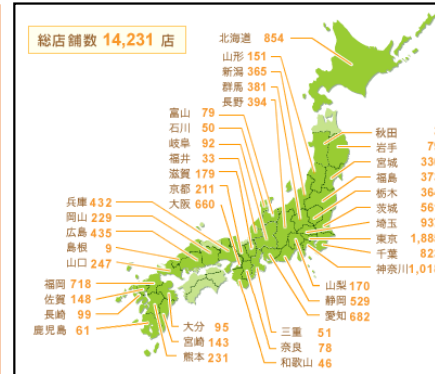 総店舗数 14,231 店
北海道 854
山形 151
新潟 365
群馬 381
長野 394
富山 79
石川 50
岐阜 92
福井 33
滋賀 179
京都 211
大阪 660
兵庫 432
岡山 229
広島 435
島根 9
山口 247
福岡 718
佐賀 148
長崎 99
鹿児島 61
大分 95
宮崎 143
熊本 231
秋田
岩手
宮城
福島
栃木
茨城
埼玉
東京
千葉
神奈川
山梨 170
静岡 529
愛知 682
三重 51
奈良 78
和歌山 46